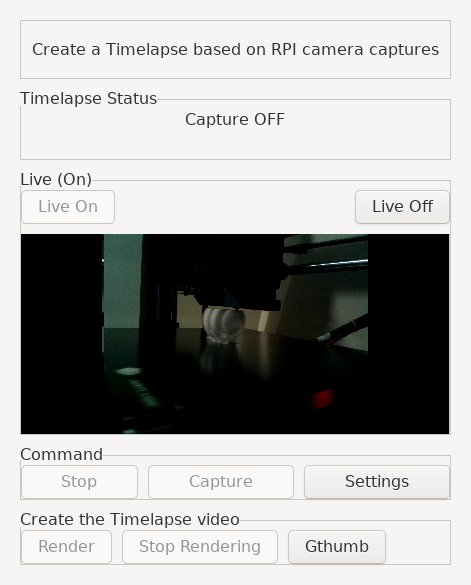 Create a Timelapse based on RPI camera captures
Timelapse Status
Capture OFF
Live (On)
Live On
Live Off
Command
Stop
Capture
Settings
Create the Timelapse video
Render
Stop Rendering
Gthumb